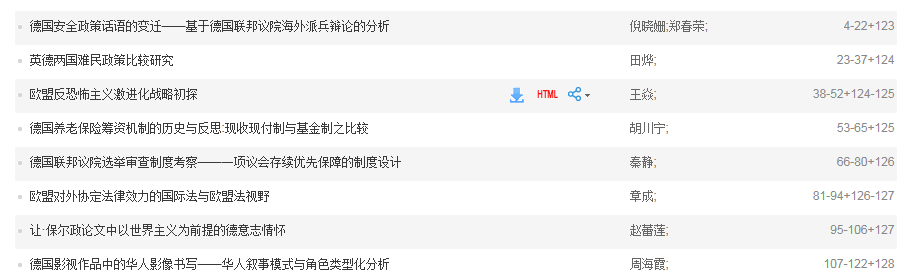 德国安全政策话语的变迁——基于德国联邦议院海外派兵辩论的分析 倪晓姗;郑春荣; 4-22+123
英德两国难民政策比较研究 田烨; 23-37+124
欧盟反恐怖主义激进化战略初探 HTML 王焱; 38-52+124-125
德国养老保险筹资机制的历史与反思:现收现付制与基金制之比较 胡川宁; 53-65+125
德国联邦议院选举审查制度考察——一项议会存续优先保障的制度设计 秦静; 66-80+126
欧盟对外协定法律效力的国际法与欧盟法视野 章成; 81-94+126-127
让·保尔政论文中以世界主义为前提的德意志情怀 赵蕾莲; 95-106+127
德国影视作品中的华人影像书写——华人叙事模式与角色类型化分析 周海霞; 107-122+128